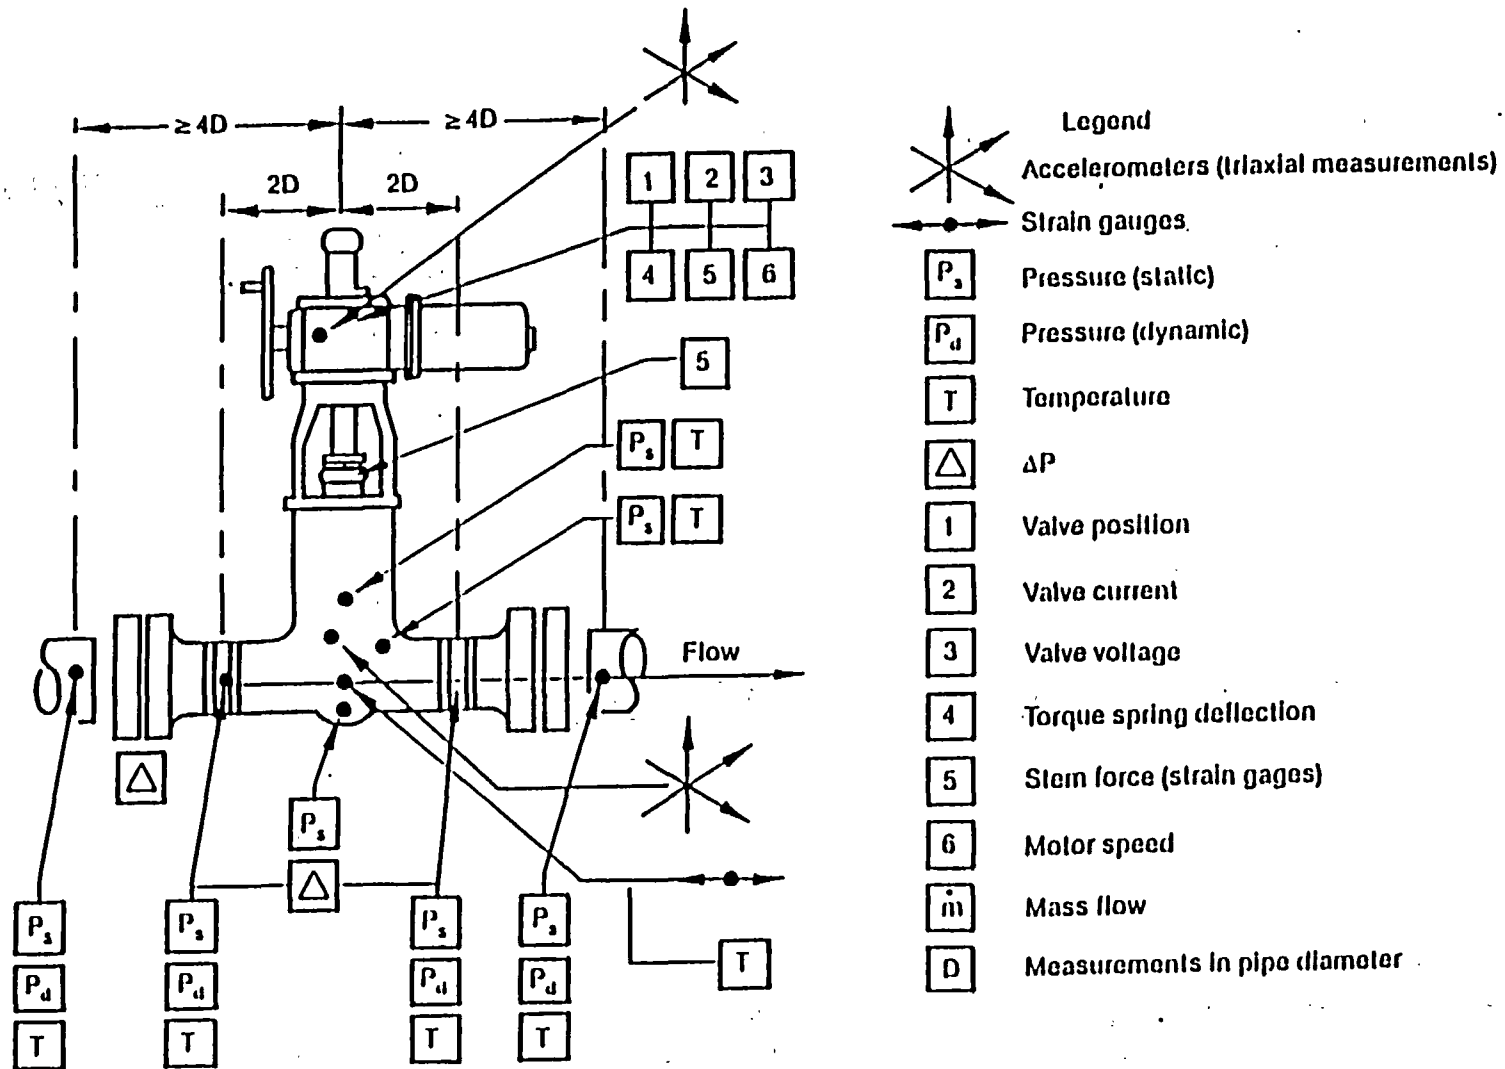 ≥4D ≥4D
2D 2D
1 2 3
4 5 6
5
Ps T
Ps T
Flow
Δ
Ps
Δ
Ps Ps Ps Ps
Pd Pd Pd Pd
T T T T
T
Legend
Accelerometers (triaxial measurements)
Strain gauges
Ps Pressure (static)
Pd Pressure (dynamic)
T Temperature
Δ ΔP
1 Valve position
2 Valve current
3 Valve voltage
4 Torque spring deflection
5 Stem force (strain gages)
6 Motor speed
ṁ Mass flow
D Measurements in pipe diameter